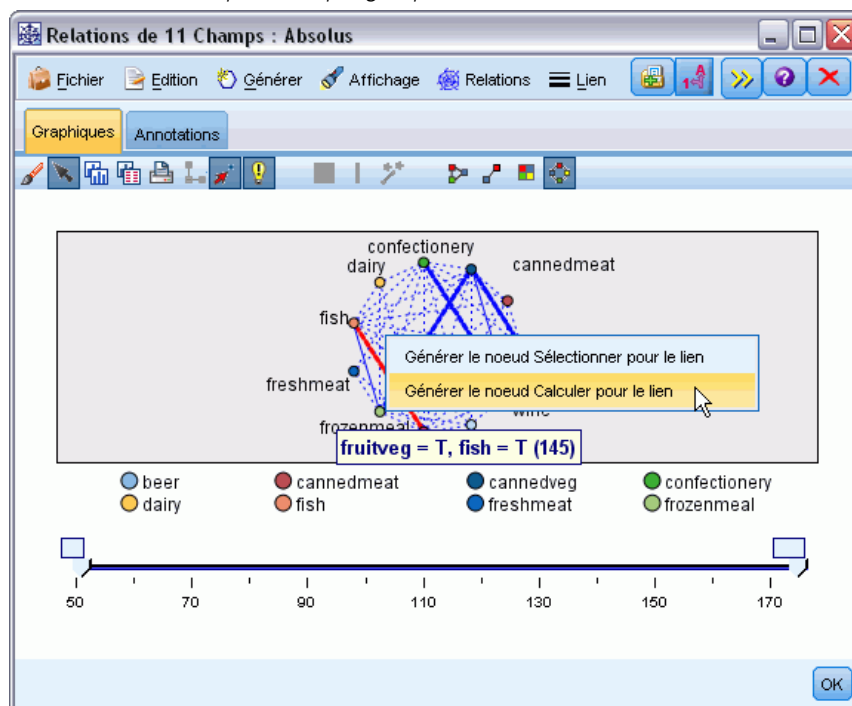 Relations de 11 Champs : Absolus
Fichier Edition Générer Affichage Relations Lien
Graphiques Annotations
confectionery
dairy cannedmeat
fish
Générer le noeud Sélectionner pour le lien
freshmeat
Générer le noeud Calculer pour le lien
wine
frozenmeal
fruitveg = T, fish = T (145)
beer cannedmeat cannedveg confectionery
dairy fish freshmeat frozenmeal
50 70 90 110 130 150 170
OK